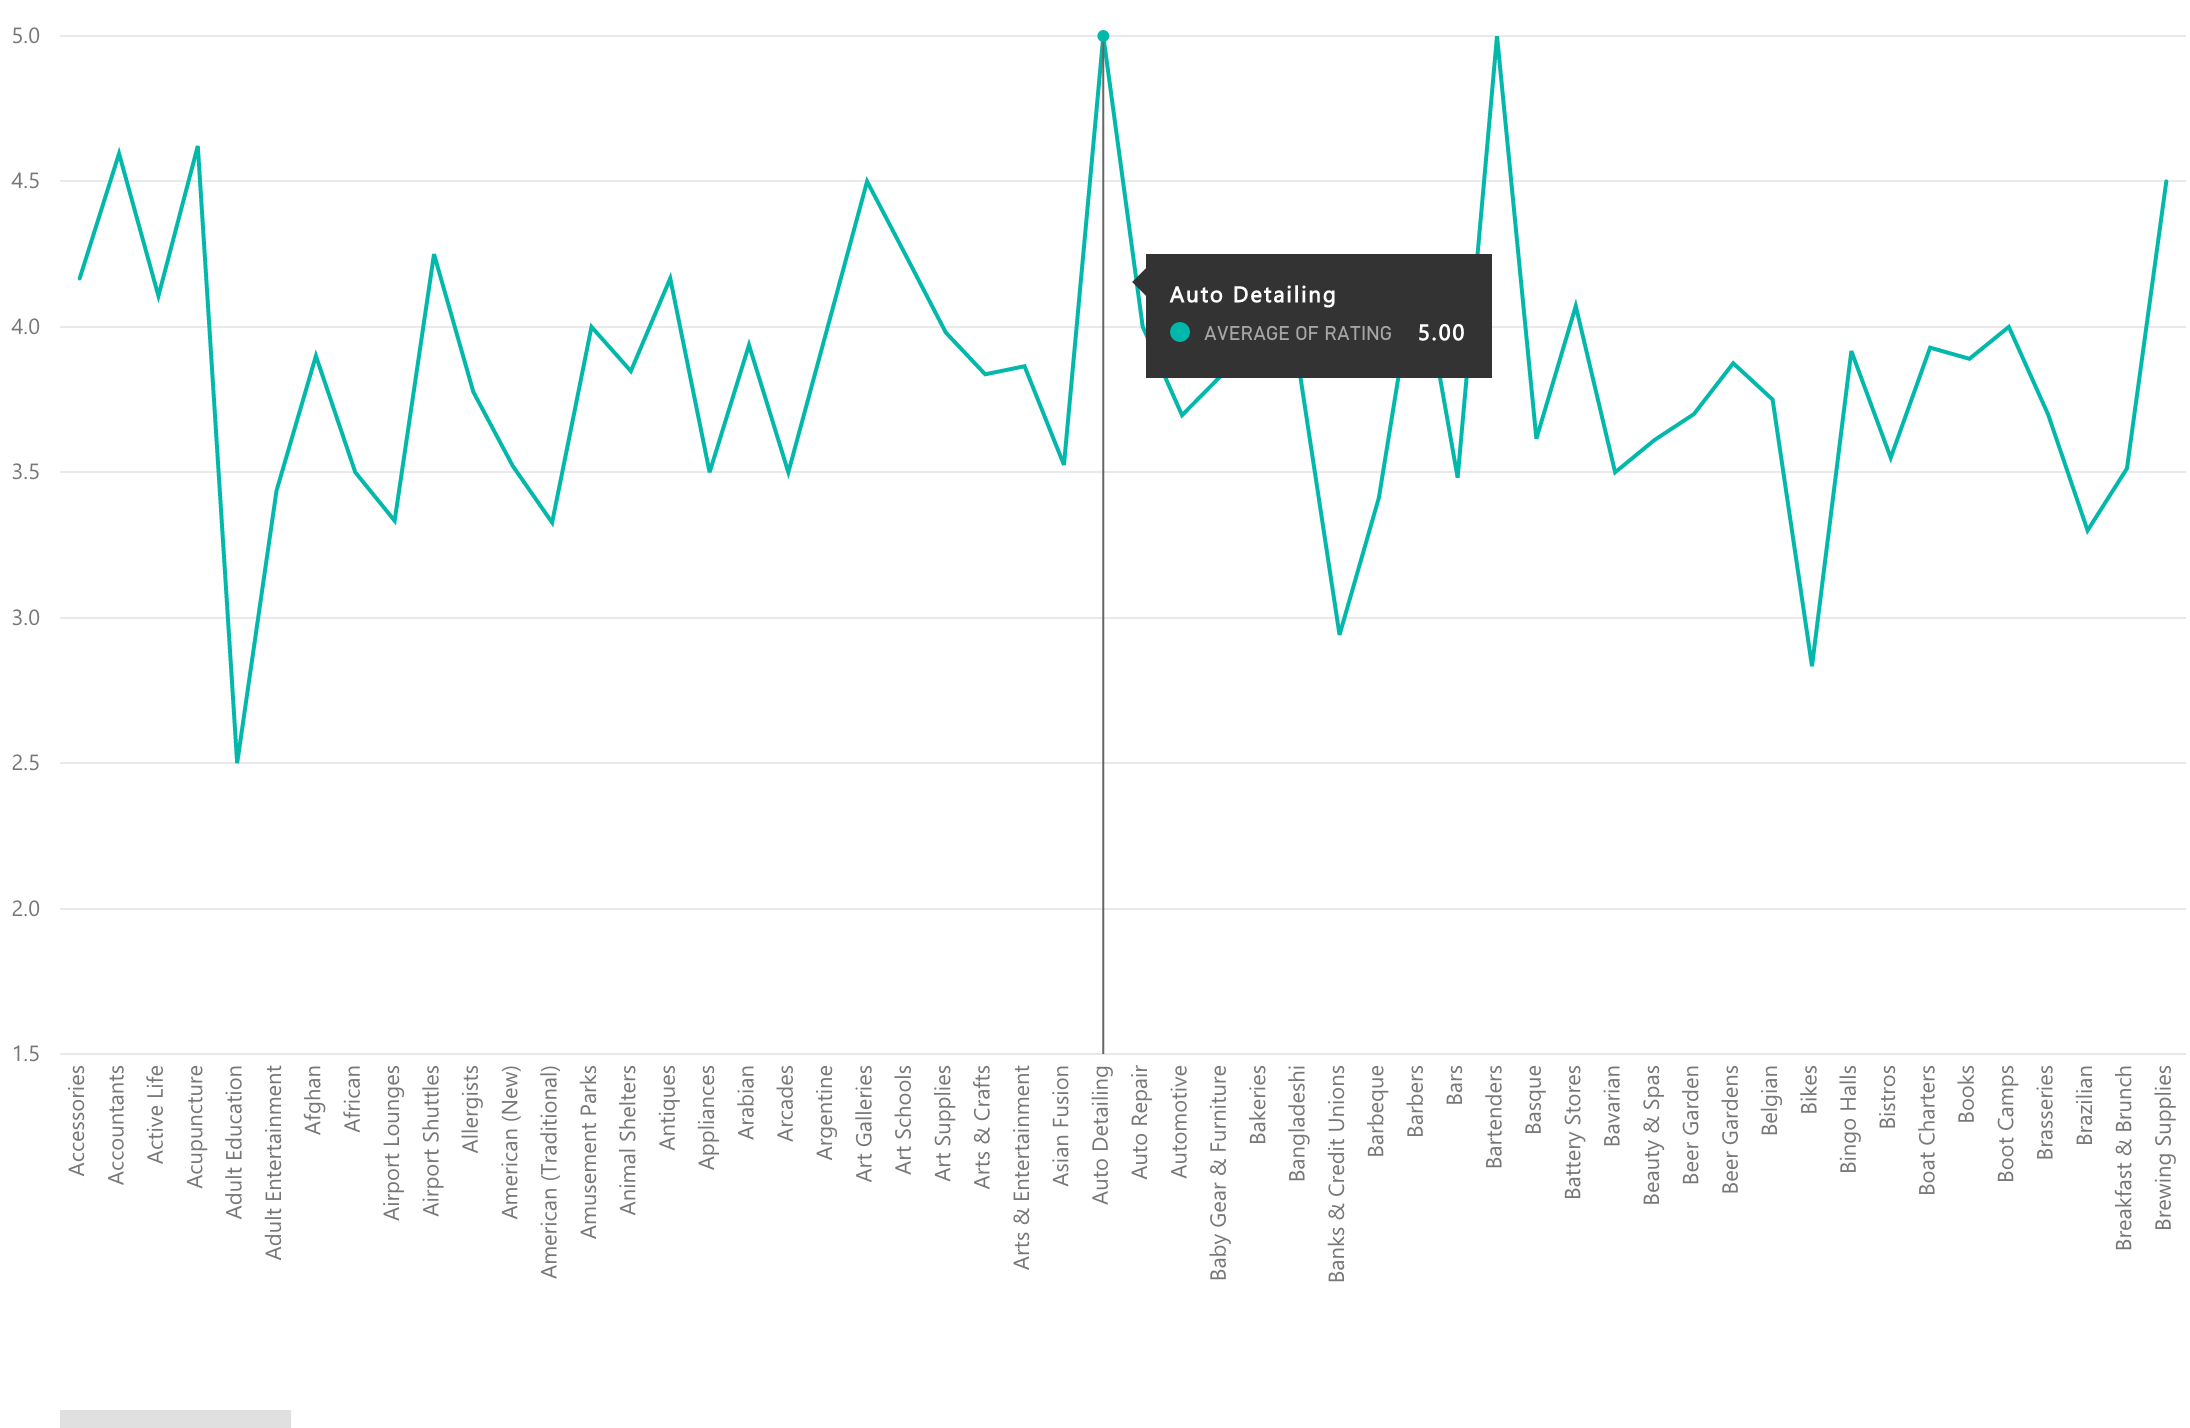 5.0
4.5
4.0
3.5
3.0
2.5
2.0
1.5
Auto Detailing
AVERAGE OF RATING 5.00
Accessories
Accountants
Active Life
Acupuncture
Adult Education
Adult Entertainment
Afghan
African
Airport Lounges
Airport Shuttles
Allergists
American (New)
American (Traditional)
Amusement Parks
Animal Shelters
Antiques
Appliances
Arabian
Arcades
Argentine
Art Galleries
Art Schools
Art Supplies
Arts & Crafts
Arts & Entertainment
Asian Fusion
Auto Detailing
Auto Repair
Automotive
Baby Gear & Furniture
Bakeries
Bangladeshi
Banks & Credit Unions
Barbeque
Barbers
Bars
Bartenders
Basque
Battery Stores
Bavarian
Beauty & Spas
Beer Garden
Beer Gardens
Belgian
Bikes
Bingo Halls
Bistros
Boat Charters
Books
Boot Camps
Brasseries
Brazilian
Breakfast & Brunch
Brewing Supplies